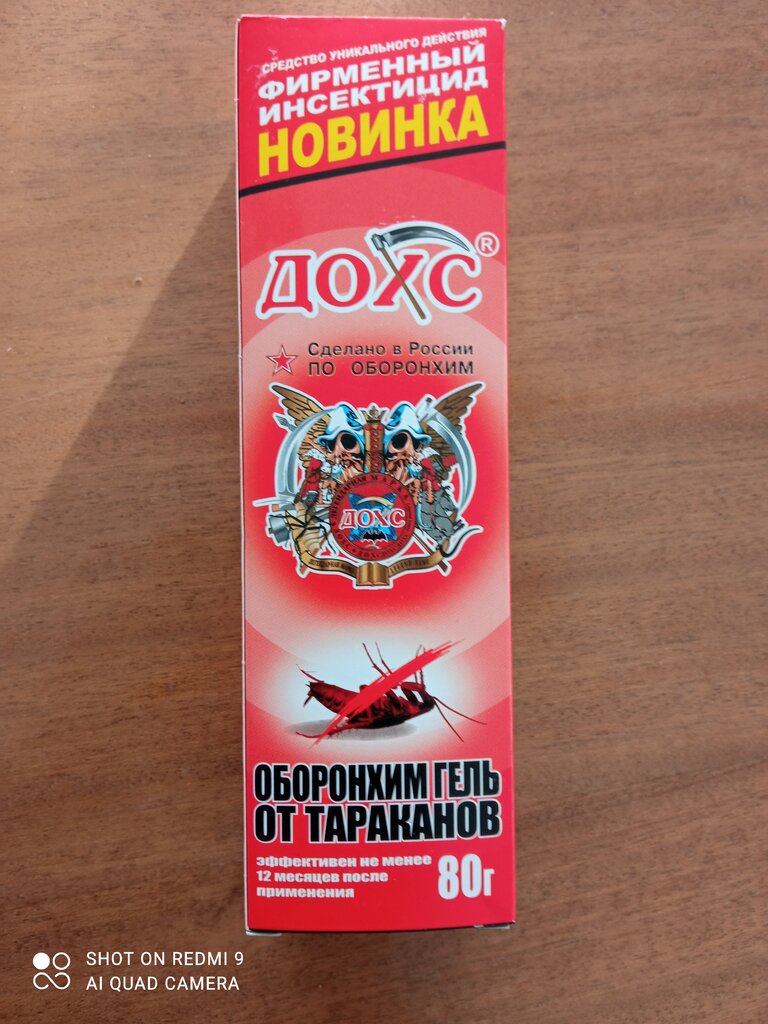 СРЕДСТВО УНИКАЛЬНОГО ДЕЙСТВИЯ
ФИРМЕННЫЙ
ИНСЕКТИЦИД
НОВИНКА
ДОХС®
Сделано в России
ПО ОБОРОНХИМ
ДОХС
ОБОРОНХИМ ГЕЛЬ
ОТ ТАРАКАНОВ
эффективен не менее
12 месяцев после
применения
80г
SHOT ON REDMI 9
AI QUAD CAMERA